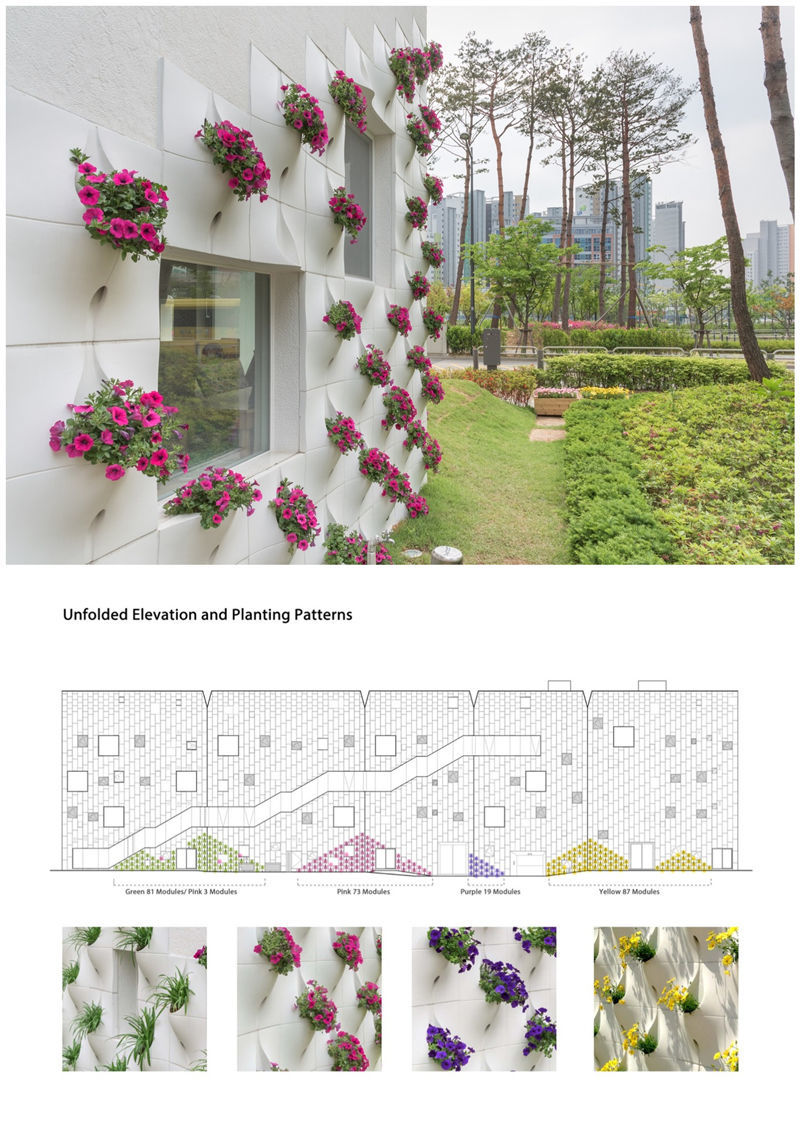 Unfolded Elevation and Planting Patterns
Green 81 Modules/ Pink 3 Modules
Pink 73 Modules
Purple 19 Modules
Yellow 87 Modules